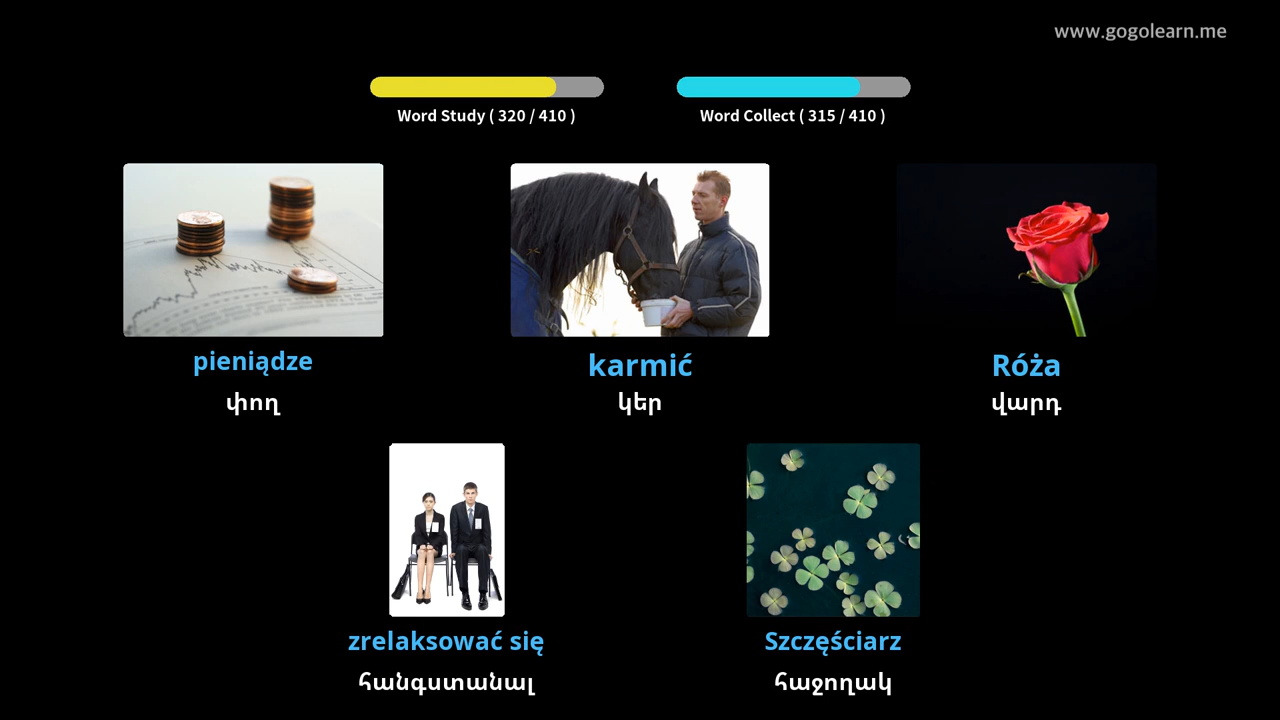 www.gogolearn.me
Word Study ( 320 / 410 )
Word Collect ( 315 / 410 )
pieniądze
փող
karmić
կեր
Róża
վարդ
zrelaksować się
հանգստանալ
Szczęściarz
հաջողակ